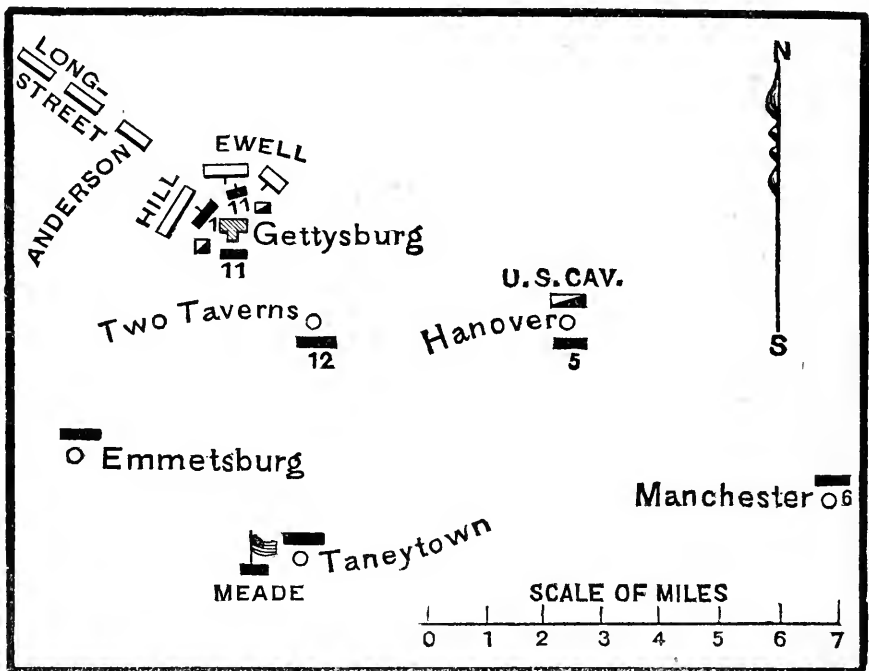 LONG-
STREET
N
ANDERSON
EWELL
HILL
11
1
Gettysburg
11
U.S.CAV.
Two Taverns
Hanover
12
5
S
Emmetsburg
Manchester
6
Taneytown
MEADE
SCALE OF MILES
0 1 2 3 4 5 6 7